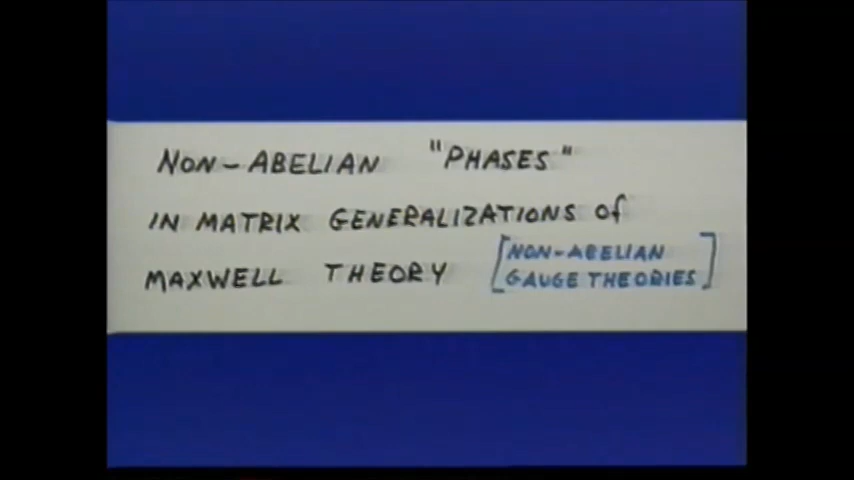 NON-ABELIAN "PHASES"
IN MATRIX GENERALIZATIONS OF
MAXWELL THEORY [NON-ABELIAN
GAUGE THEORIES]